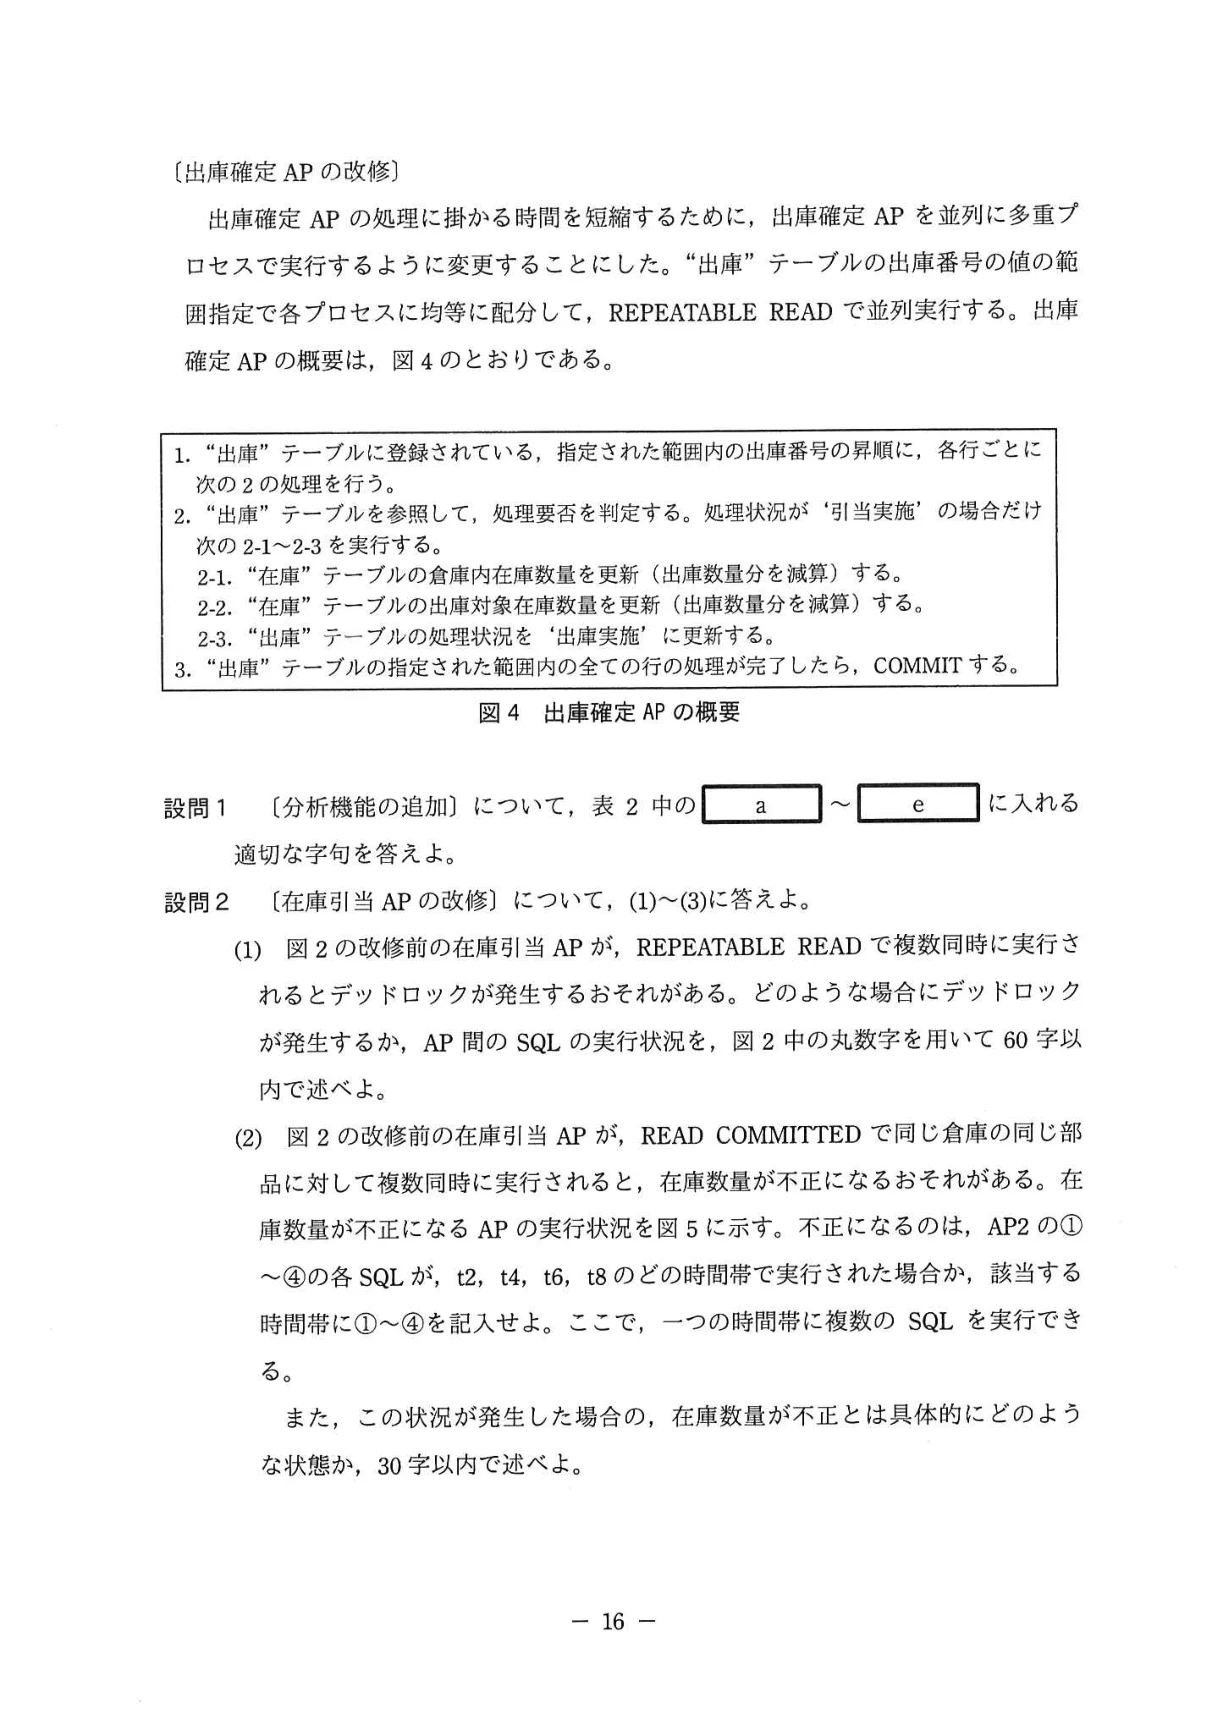 〔出庫確定 AP の改修〕
出庫確定 AP の処理に掛かる時間を短縮するために，出庫確定 AP を並列に多重プ
ロセスで実行するように変更することにした。“出庫” テーブルの出庫番号の値の範
囲指定で各プロセスに均等に配分して，REPEATABLE READ で並列実行する。出庫
確定 AP の概要は，図 4 のとおりである。
1. “出庫” テーブルに登録されている，指定された範囲内の出庫番号の昇順に，各行ごとに
次の 2 の処理を行う。
2. “出庫” テーブルを参照して，処理要否を判定する。処理状況が ‘引当実施’ の場合だけ
次の 2-1～2-3 を実行する。
2-1. “在庫” テーブルの倉庫内在庫数量を更新（出庫数量分を減算）する。
2-2. “在庫” テーブルの出庫対象在庫数量を更新（出庫数量分を減算）する。
2-3. “出庫” テーブルの処理状況を ‘出庫実施’ に更新する。
3. “出庫” テーブルの指定された範囲内の全ての行の処理が完了したら，COMMIT する。
図 4 出庫確定 AP の概要
設問 1 〔分析機能の追加〕について，表 2 中の a ～ e に入れる
適切な字句を答えよ。
設問 2 〔在庫引当 AP の改修〕について，(1)～(3)に答えよ。
(1) 図 2 の改修前の在庫引当 AP が，REPEATABLE READ で複数同時に実行さ
れるとデッドロックが発生するおそれがある。どのような場合にデッドロック
が発生するか，AP 間の SQL の実行状況を，図 2 中の丸数字を用いて 60 字以
内で述べよ。
(2) 図 2 の改修前の在庫引当 AP が，READ COMMITTED で同じ倉庫の同じ部
品に対して複数同時に実行されると，在庫数量が不正になるおそれがある。在
庫数量が不正になる AP の実行状況を図 5 に示す。不正になるのは，AP2 の①
～④の各 SQL が，t2，t4，t6，t8 のどの時間帯で実行された場合か，該当する
時間帯に①～④を記入せよ。ここで，一つの時間帯に複数の SQL を実行でき
る。
また，この状況が発生した場合の，在庫数量が不正とは具体的にどのよう
な状態か，30 字以内で述べよ。
－ 16 －